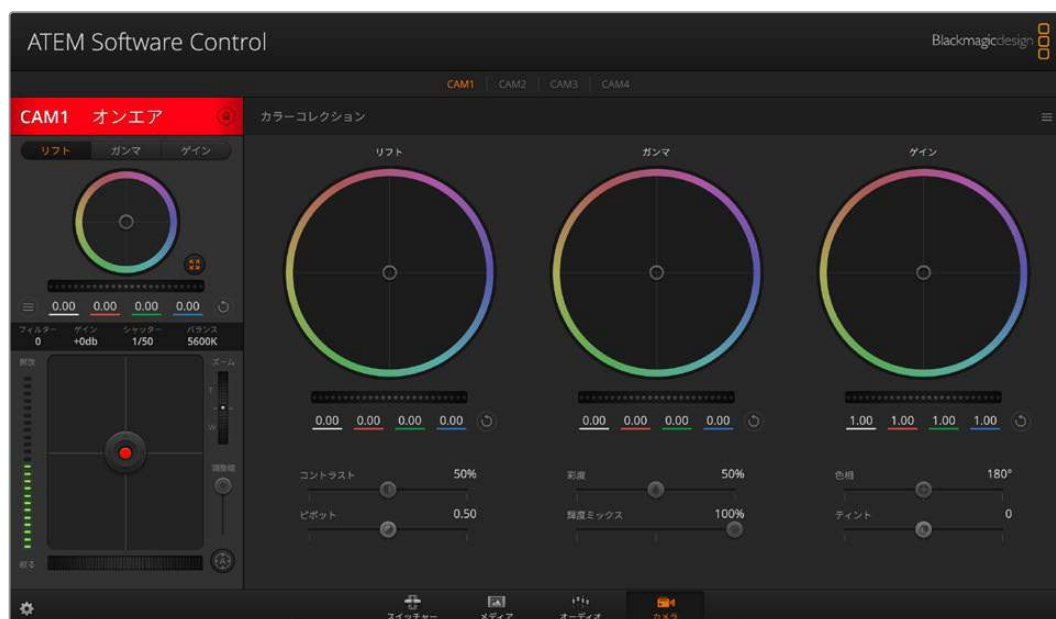 ATEM Software Control
Blackmagicdesign
CAM1 CAM2 CAM3 CAM4
CAM1 オンエア
カラーコレクション
リフト ガンマ ゲイン
リフト ガンマ ゲイン
0.00 0.00 0.00 0.00
フィルター ゲイン シャッター バランス
0 +0db 1/50 5600K
開放 ズーム
T
W
調整幅
絞る
0.00 0.00 0.00 0.00
0.00 0.00 0.00 0.00
1.00 1.00 1.00 1.00
コントラスト 50%
彩度 50%
色相 180°
ピボット 0.50
輝度ミックス 100%
ティント 0
スイッチャー メディア オーディオ カメラ